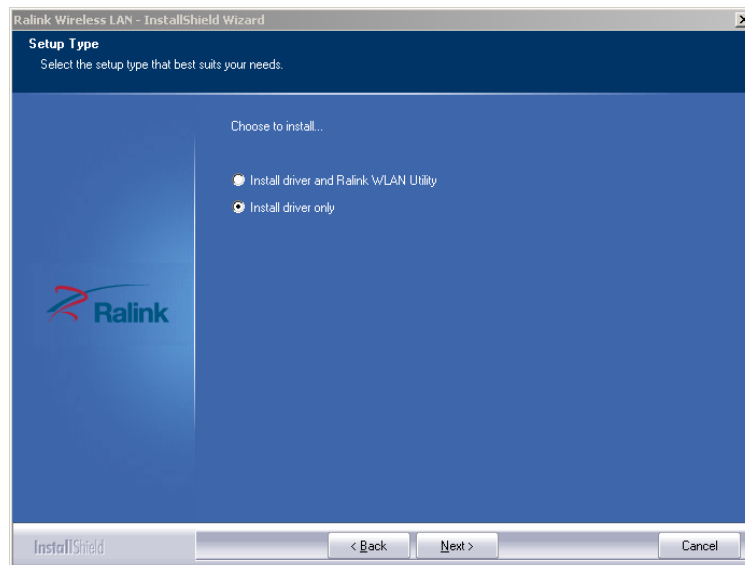 Ralink Wireless LAN - InstallShield Wizard
Setup Type
Select the setup type that best suits your needs.
Choose to install...
Install driver and Ralink WLAN Utility
Install driver only
Ralink
InstallShield
< Back
Next >
Cancel